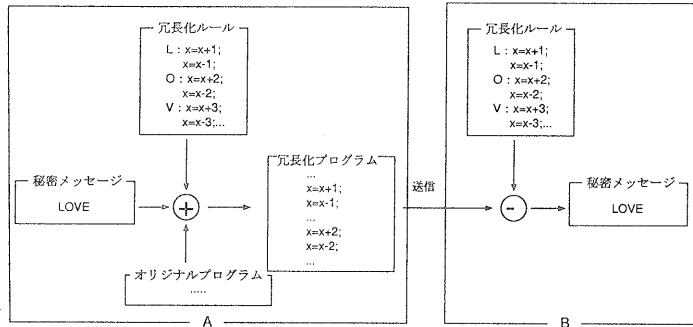 冗長化ルール
L：x=x+1;
x=x-1;
O：x=x+2;
x=x-2;
V：x=x+3;
x=x-3;...
秘密メッセージ
LOVE
+
オリジナルプログラム
.....
冗長化プログラム
...
x=x+1;
x=x-1;
...
x=x+2;
x=x-2;
...
A
送信
冗長化ルール
L：x=x+1;
x=x-1;
O：x=x+2;
x=x-2;
V：x=x+3;
x=x-3;...
-
秘密メッセージ
LOVE
B